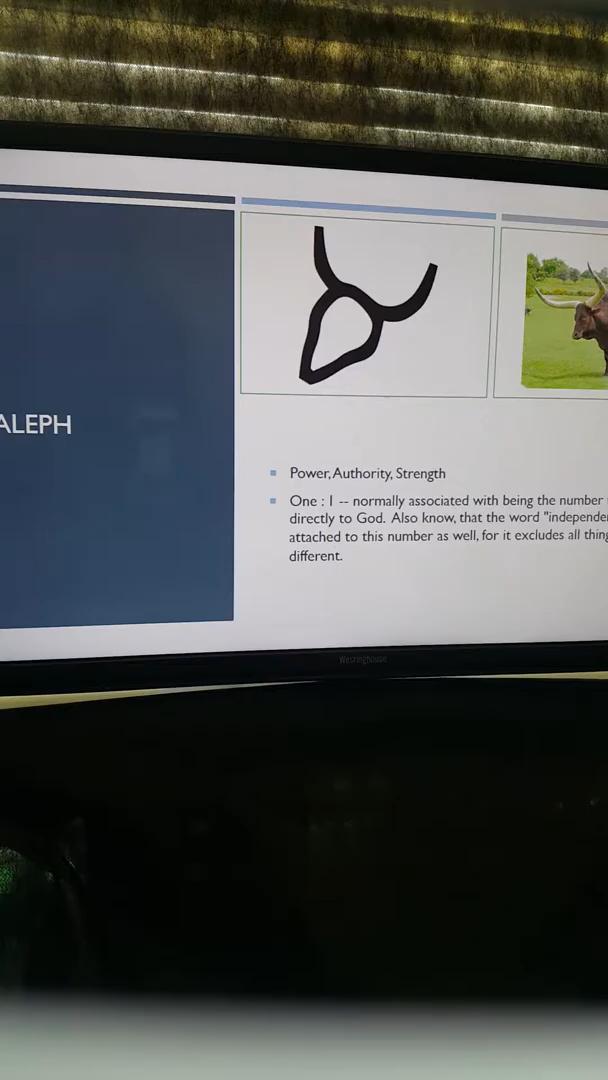 ALEPH
Power, Authority, Strength
One : 1 -- normally associated with being the number
directly to God. Also know, that the word "independe
attached to this number as well, for it excludes all thing
different.
Westinghouse